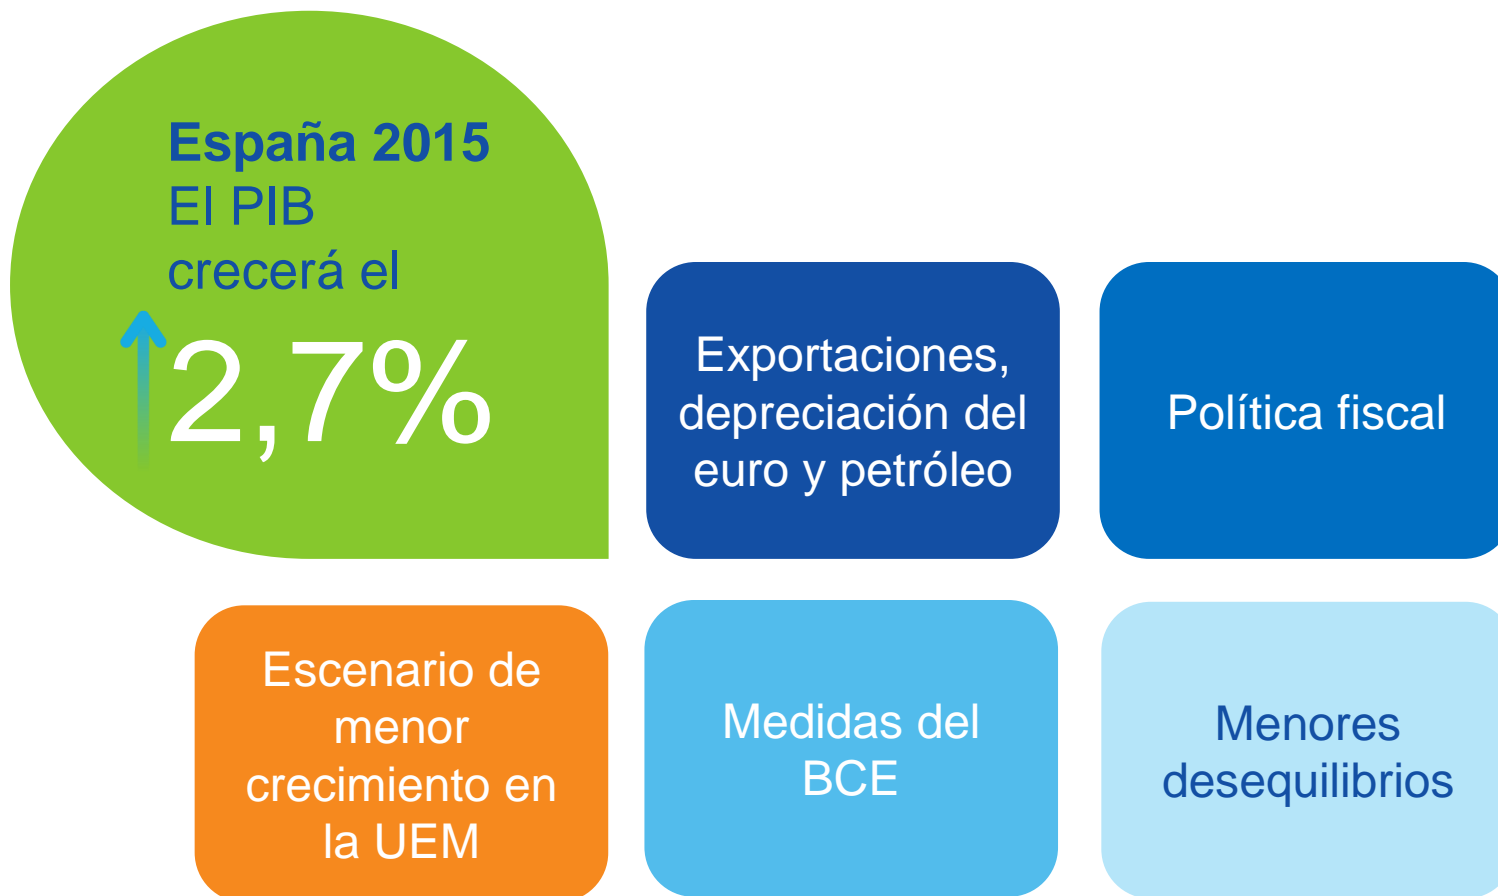 España 2015
El PIB
crecerá el
2,7%
Exportaciones,
depreciación del
euro y petróleo
Política fiscal
Escenario de
menor
crecimiento en
la UEM
Medidas del
BCE
Menores
desequilibrios